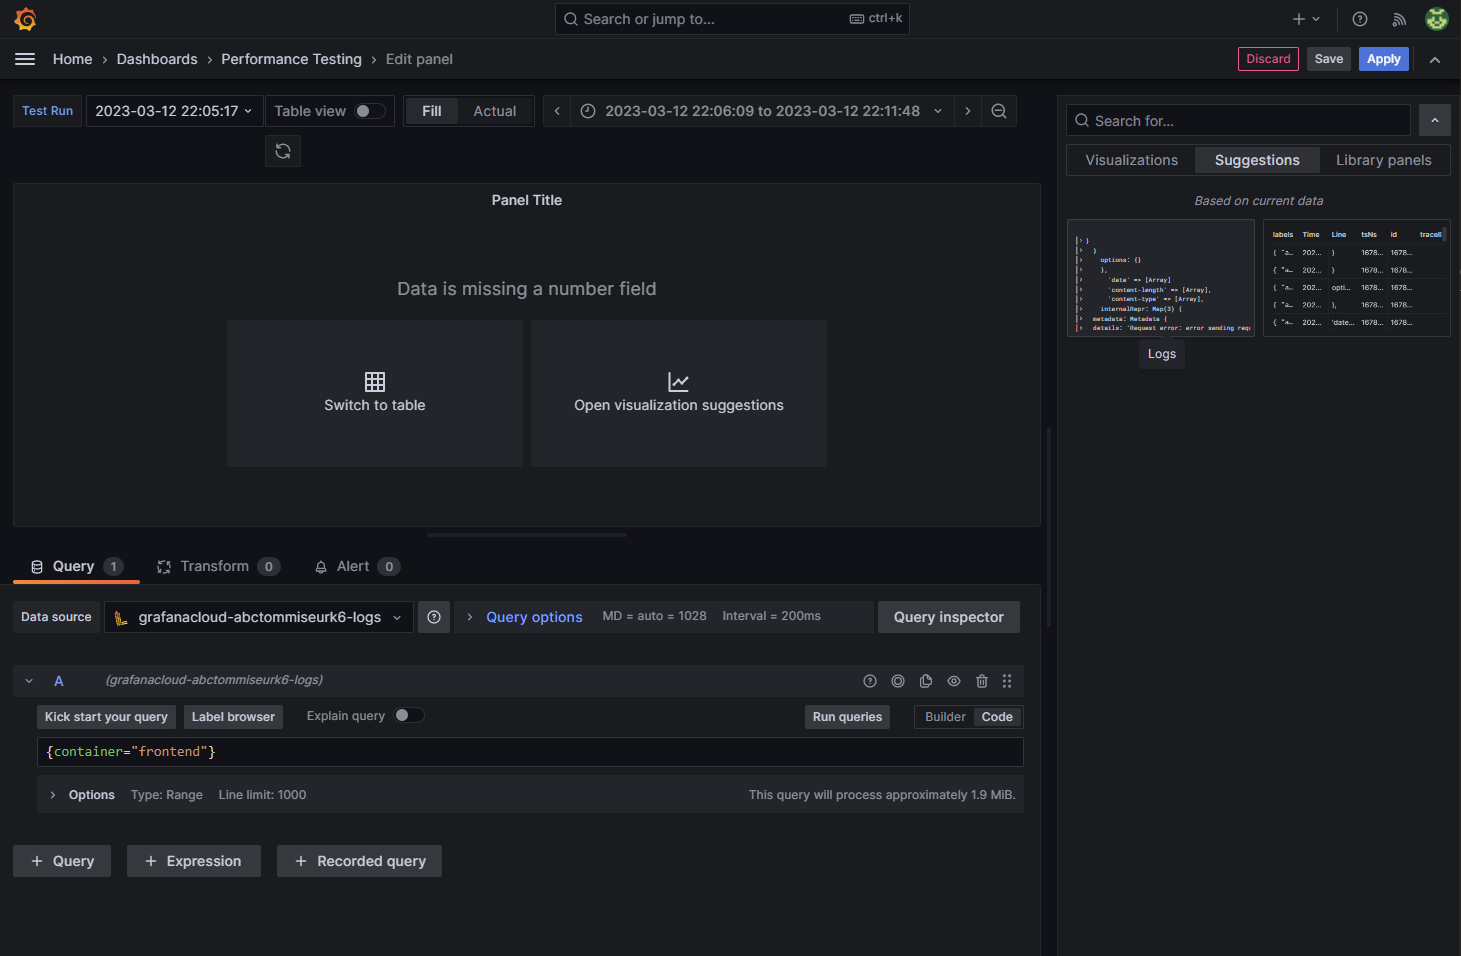 Search or jump to...
ctrl+k
Home › Dashboards › Performance Testing › Edit panel
Discard
Save
Apply
Test Run
2023-03-12 22:05:17
Table view
Fill
Actual
2023-03-12 22:06:09 to 2023-03-12 22:11:48
Panel Title
Data is missing a number field
Switch to table
Open visualization suggestions
Query 1
Transform 0
Alert 0
Data source
grafanacloud-abctommiseurk6-logs
Query options
MD = auto = 1028
Interval = 200ms
Query inspector
A
(grafanacloud-abctommiseurk6-logs)
Kick start your query
Label browser
Explain query
Run queries
Builder
Code
{container="frontend"}
Options
Type: Range
Line limit: 1000
This query will process approximately 1.9 MiB.
+ Query
+ Expression
+ Recorded query
Search for...
Visualizations
Suggestions
Library panels
Based on current data
}
}
options: {}
},
'date' => [Array]
'content-length' => [Array],
'content-type' => [Array],
internalRepr: Map(3) {
metadata: Metadata {
details: 'Request error: error sending requ
Logs
labels Time Line tsNs id traceI
202... } 1678... 1678...
202... } 1678... 1678...
202... opti... 1678... 1678...
202... }, 1678... 1678...
202... 'date... 1678... 1678...